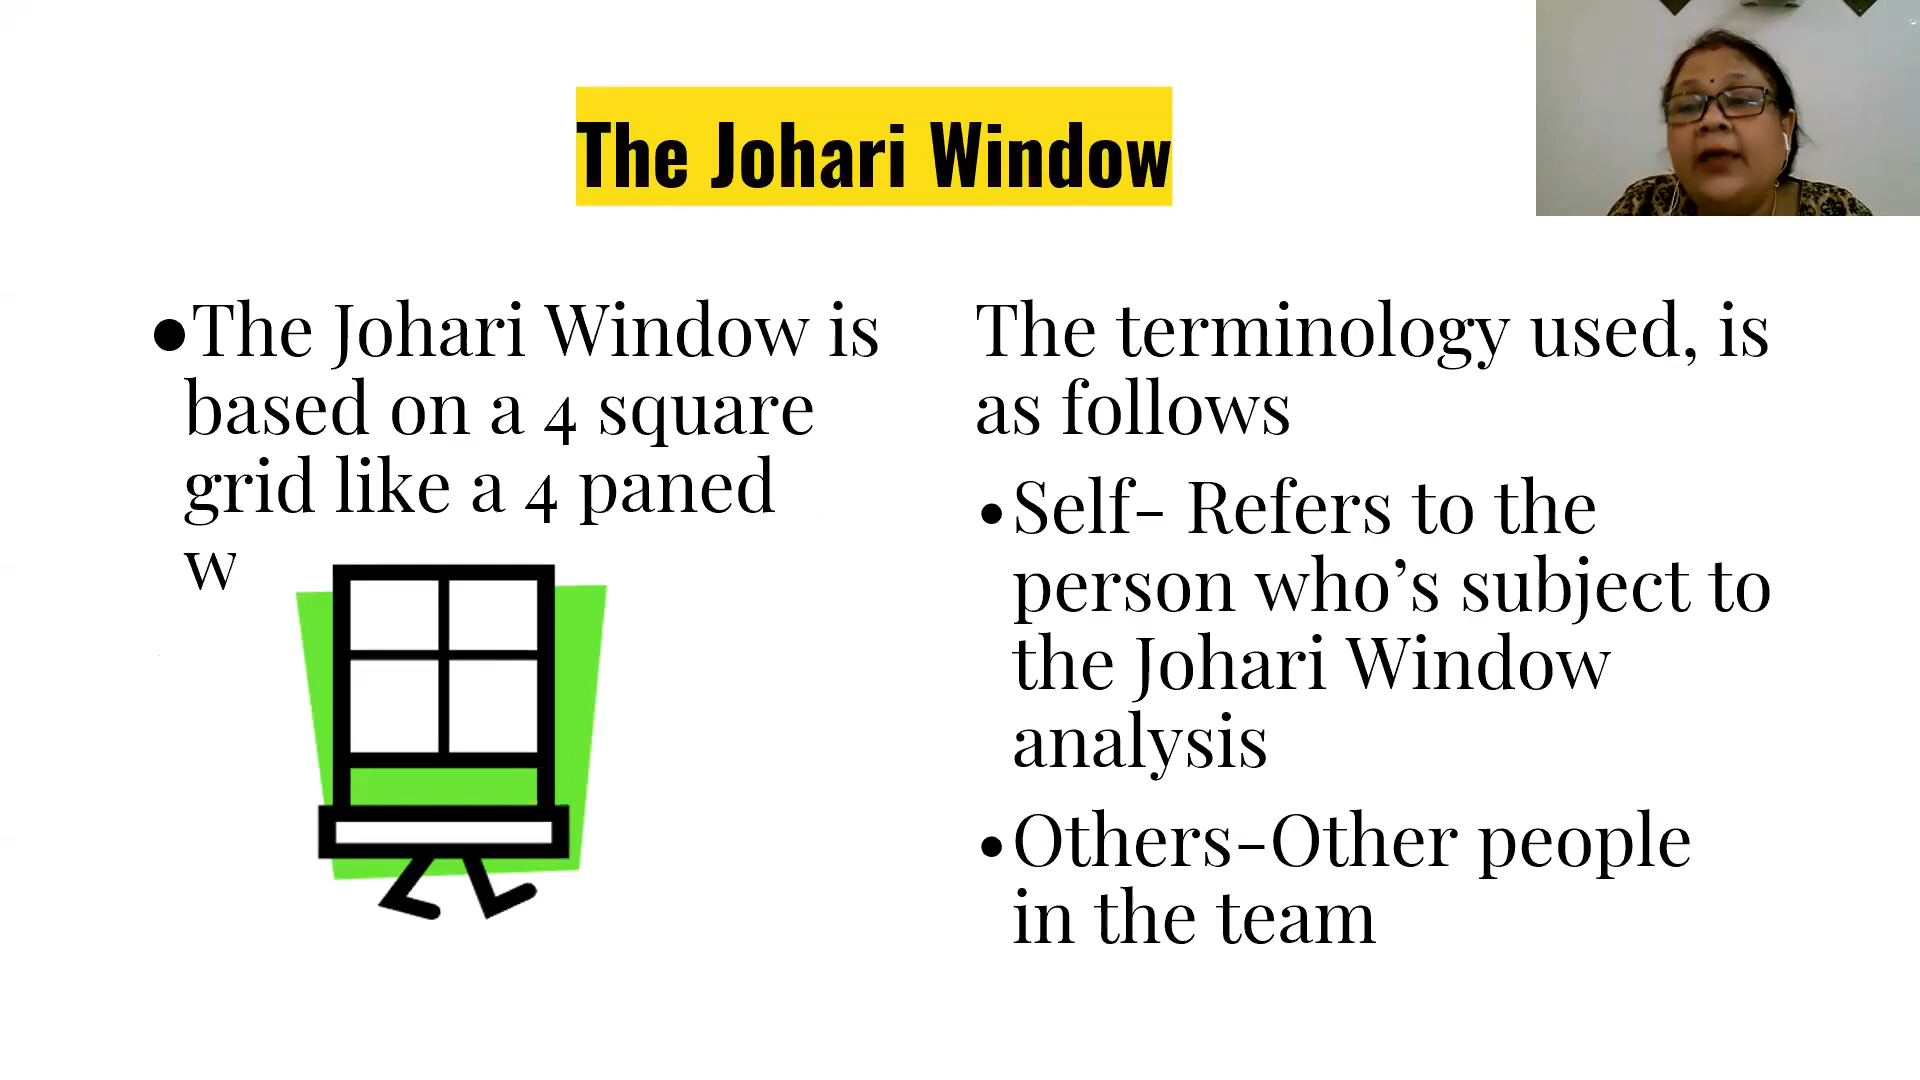 The Johari Window
•The Johari Window is
based on a 4 square
grid like a 4 paned
w
The terminology used, is
as follows
•Self- Refers to the
person who’s subject to
the Johari Window
analysis
•Others-Other people
in the team